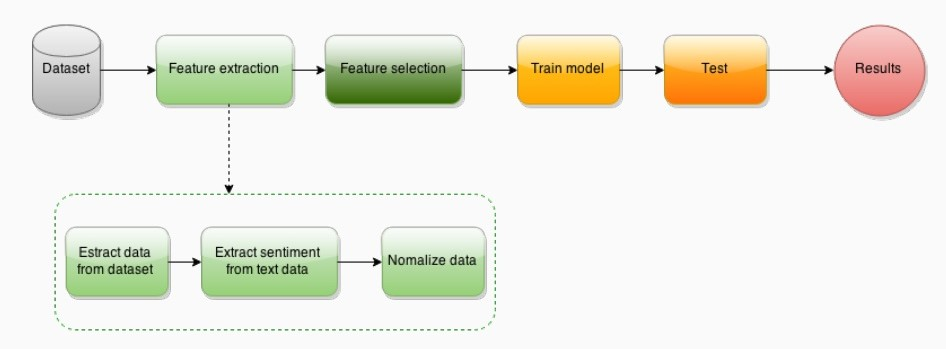 Dataset
Feature extraction
Feature selection
Train model
Test
Results
Estract data
from dataset
Extract sentiment
from text data
Nomalize data